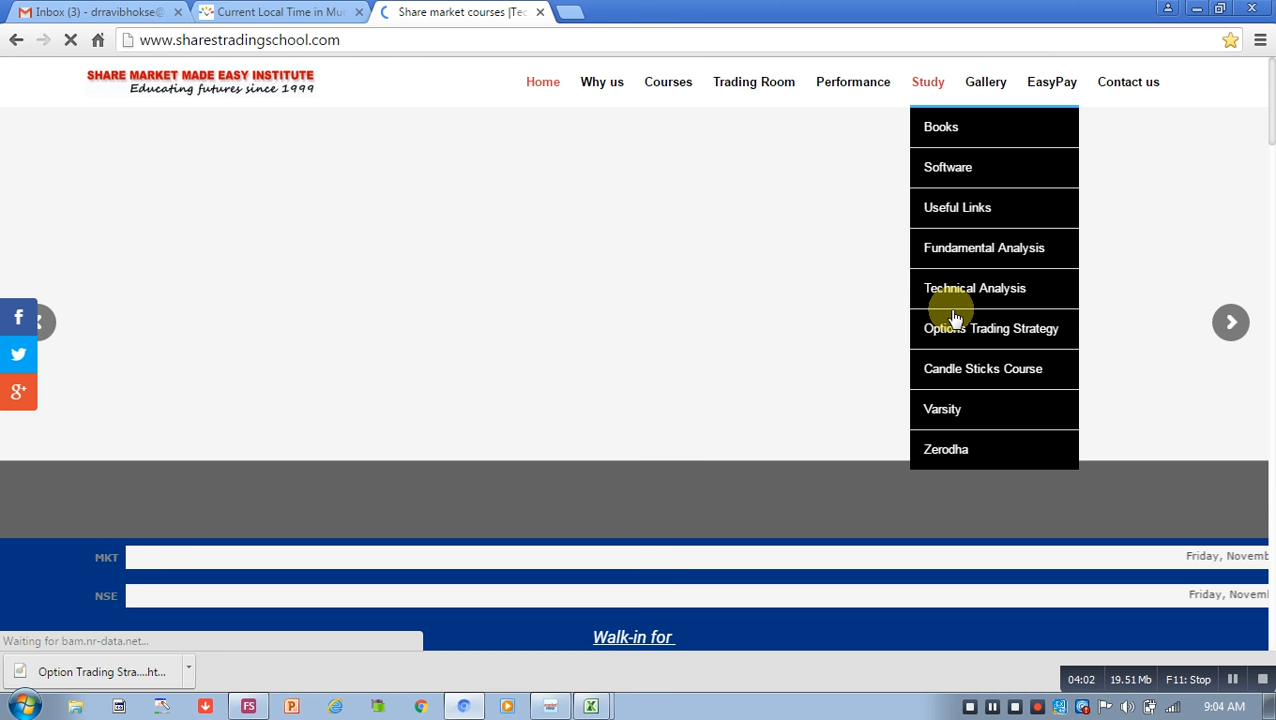 Inbox (3) - drravibhokse@
Current Local Time in Mur
Share market courses |Tec
www.sharestradingschool.com
SHARE MARKET MADE EASY INSTITUTE
Educating futures since 1999
Home Why us Courses Trading Room Performance Study Gallery EasyPay Contact us
Books
Software
Useful Links
Fundamental Analysis
Technical Analysis
Options Trading Strategy
Candle Sticks Course
Varsity
Zerodha
f
g+
MKT Friday, Novemb
NSE Friday, Novemb
Walk-in for
Waiting for bam.nr-data.net...
Option Trading Stra....ht...
04:02 19.51 Mb F11: Stop
FS P 9:04 AM